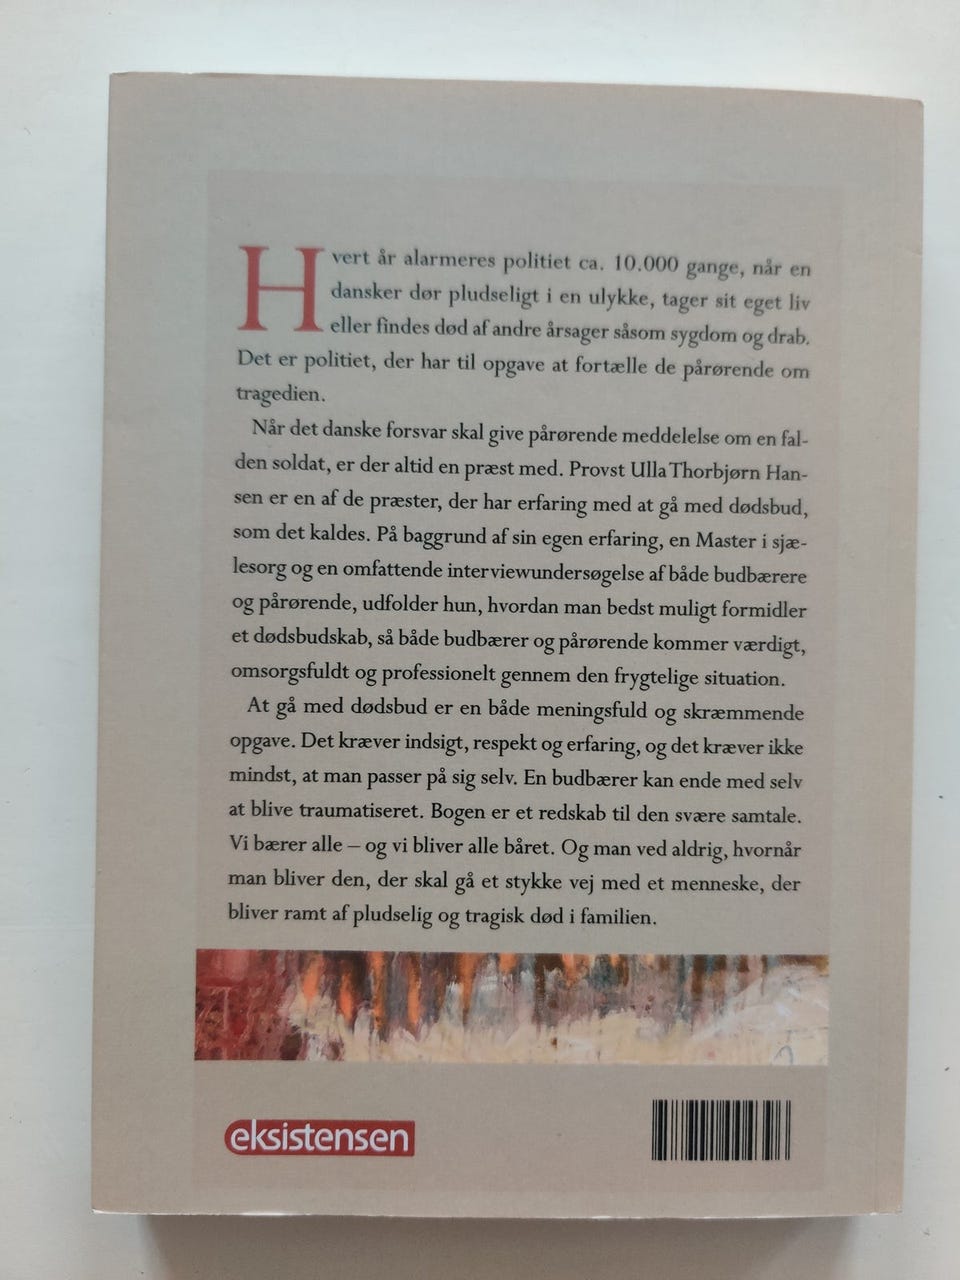 Hvert år alarmeres politiet ca. 10.000 gange, når en
dansker dør pludseligt i en ulykke, tager sit eget liv
eller findes død af andre årsager såsom sygdom og drab.
Det er politiet, der har til opgave at fortælle de pårørende om
tragedien.
Når det danske forsvar skal give pårørende meddelelse om en fal-
den soldat, er der altid en præst med. Provst Ulla Thorbjørn Han-
sen er en af de præster, der har erfaring med at gå med dødsbud,
som det kaldes. På baggrund af sin egen erfaring, en Master i sjæ-
lesorg og en omfattende interviewundersøgelse af både budbærere
og pårørende, udfolder hun, hvordan man bedst muligt formidler
et dødsbudskab, så både budbærer og pårørende kommer værdigt,
omsorgsfuldt og professionelt gennem den frygtelige situation.
At gå med dødsbud er en både meningsfuld og skræmmende
opgave. Det kræver indsigt, respekt og erfaring, og det kræver ikke
mindst, at man passer på sig selv. En budbærer kan ende med selv
at blive traumatiseret. Bogen er et redskab til den svære samtale.
Vi bærer alle – og vi bliver alle båret. Og man ved aldrig, hvornår
man bliver den, der skal gå et stykke vej med et menneske, der
bliver ramt af pludselig og tragisk død i familien.
eksistensen